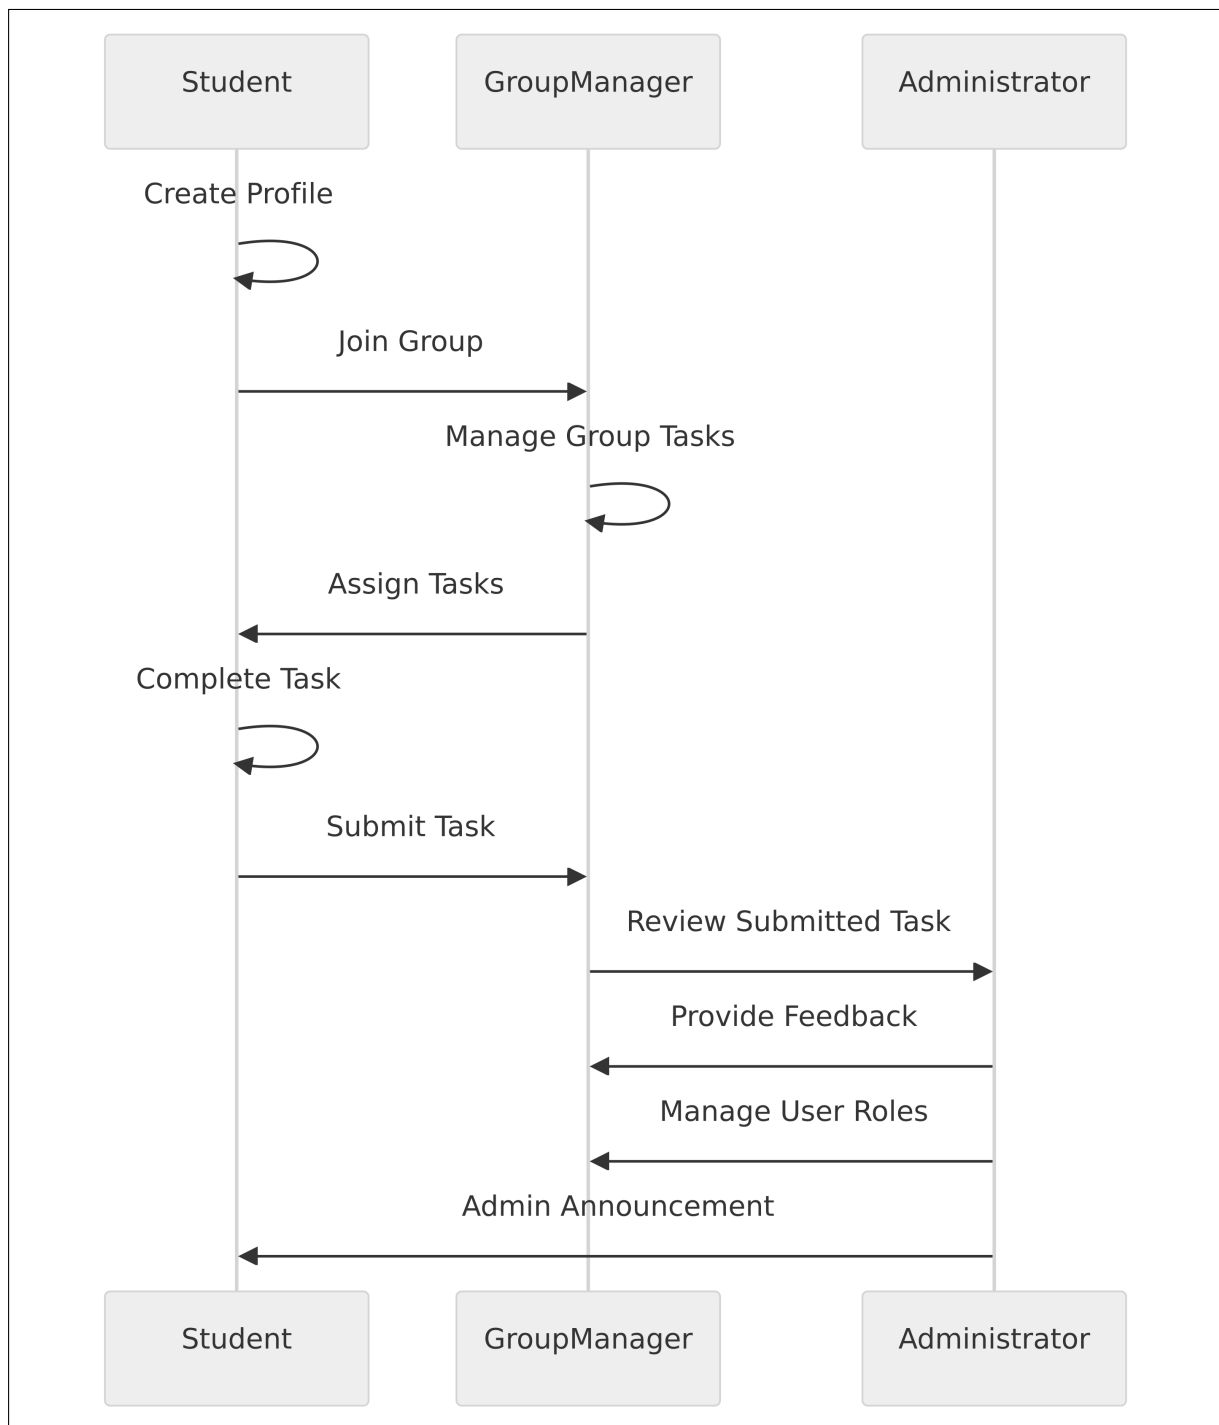 Student
GroupManager
Administrator
Create Profile
Join Group
Manage Group Tasks
Assign Tasks
Complete Task
Submit Task
Review Submitted Task
Provide Feedback
Manage User Roles
Admin Announcement
Student
GroupManager
Administrator